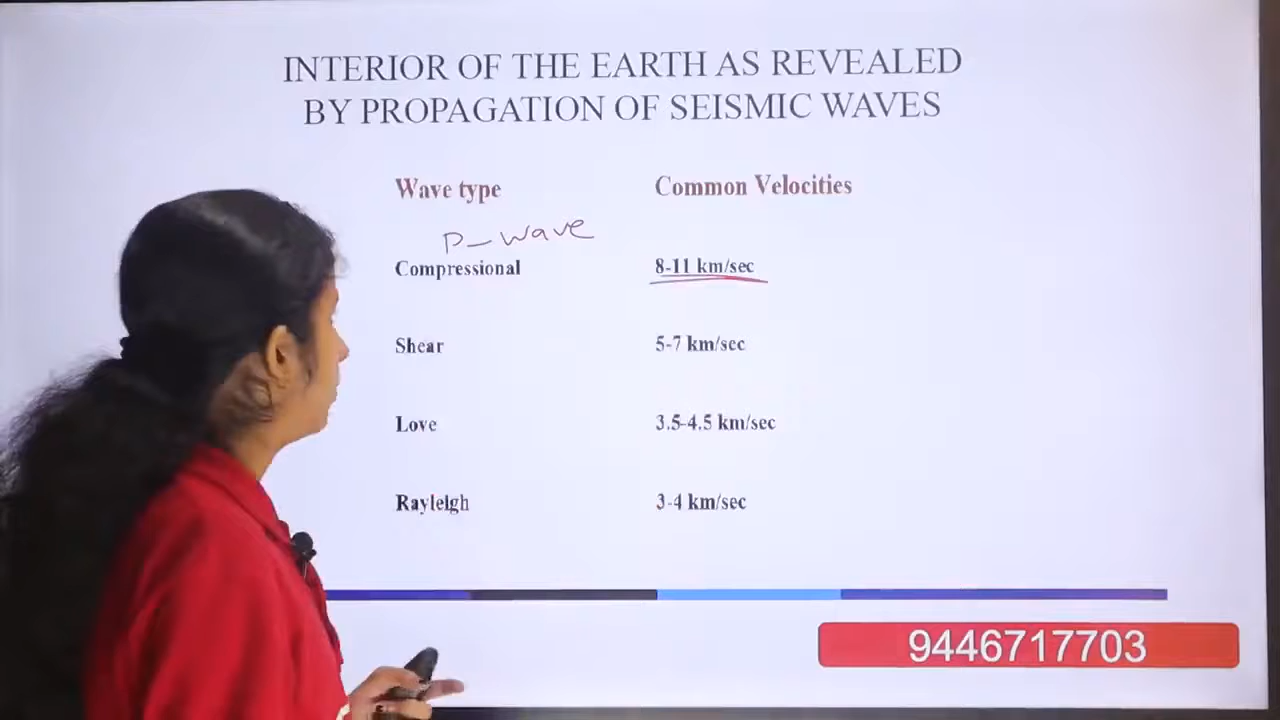 INTERIOR OF THE EARTH AS REVEALED
BY PROPAGATION OF SEISMIC WAVES
Wave type Common Velocities
P-wave
Compressional 8-11 km/sec
Shear 5-7 km/sec
Love 3.5-4.5 km/sec
Rayleigh 3-4 km/sec
9446717703